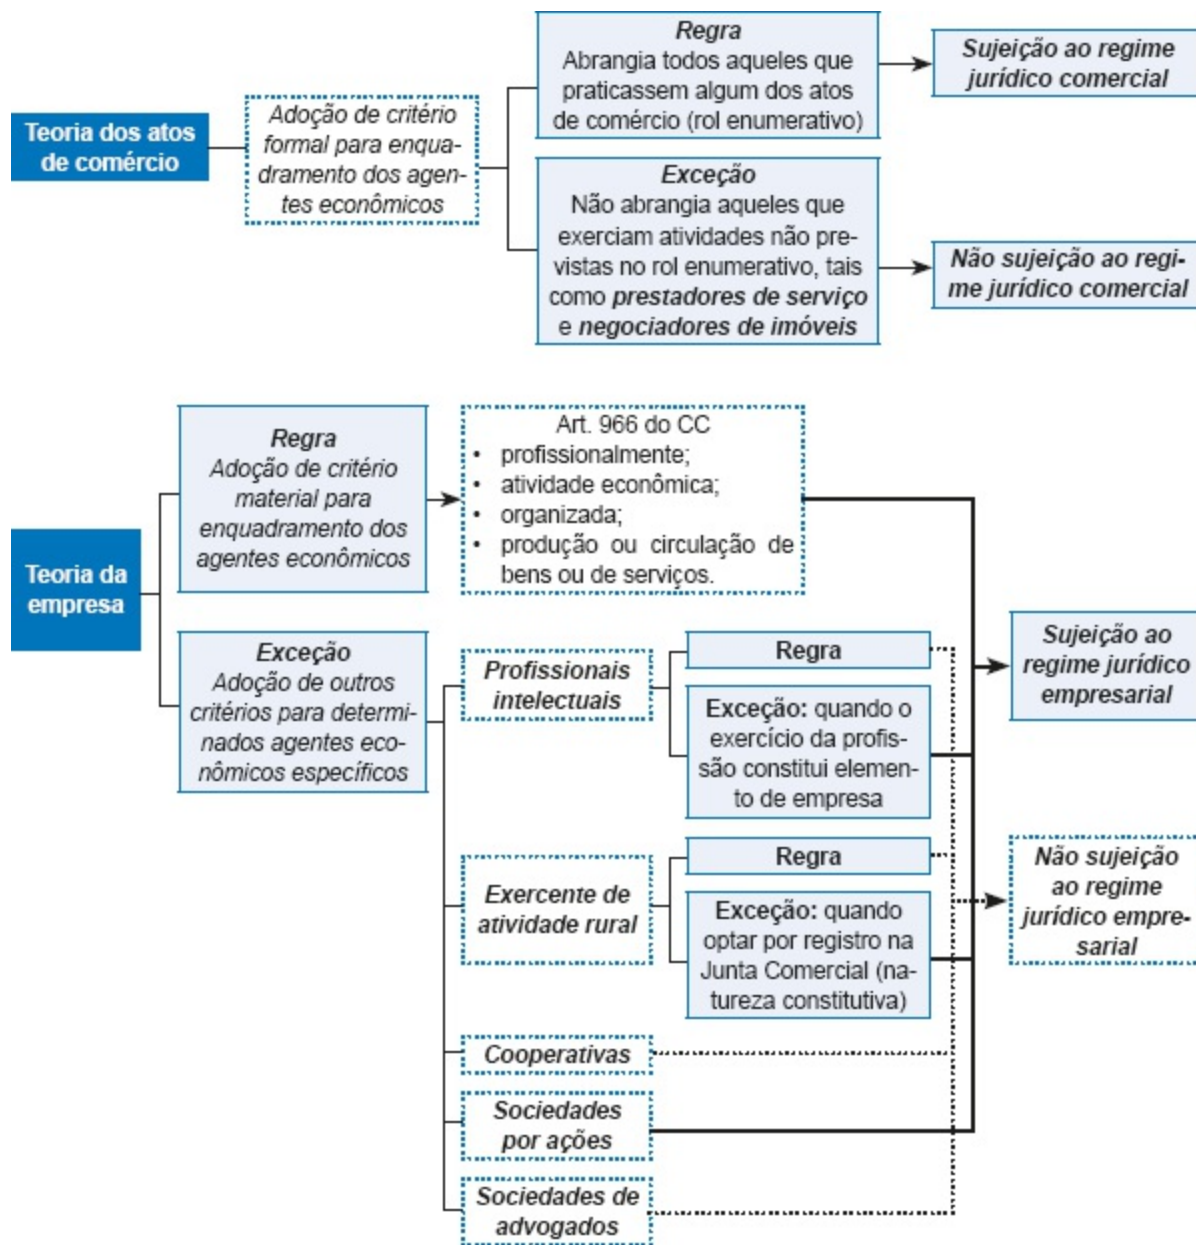 Teoria dos atos
de comércio
Adoção de critério
formal para enqua-
dramento dos agen-
tes econômicos
Regra
Abrangia todos aqueles que
praticassem algum dos atos
de comércio (rol enumerativo)
Sujeição ao regime
jurídico comercial
Exceção
Não abrangia aqueles que
exerciam atividades não pre-
vistas no rol enumerativo, tais
como prestadores de serviço
e negociadores de imóveis
Não sujeição ao regi-
me jurídico comercial
Teoria da
empresa
Regra
Adoção de critério
material para
enquadramento dos
agentes econômicos
Art. 966 do CC
• profissionalmente;
• atividade econômica;
• organizada;
• produção ou circulação de
bens ou de serviços.
Exceção
Adoção de outros
critérios para determi-
nados agentes eco-
nômicos específicos
Profissionais
intelectuais
Regra
Exceção: quando o
exercício da profis-
são constitui elemen-
to de empresa
Exercente de
atividade rural
Regra
Exceção: quando
optar por registro na
Junta Comercial (na-
tureza constitutiva)
Cooperativas
Sociedades
por ações
Sociedades de
advogados
Sujeição ao
regime jurídico
empresarial
Não sujeição
ao regime
jurídico empre-
sarial